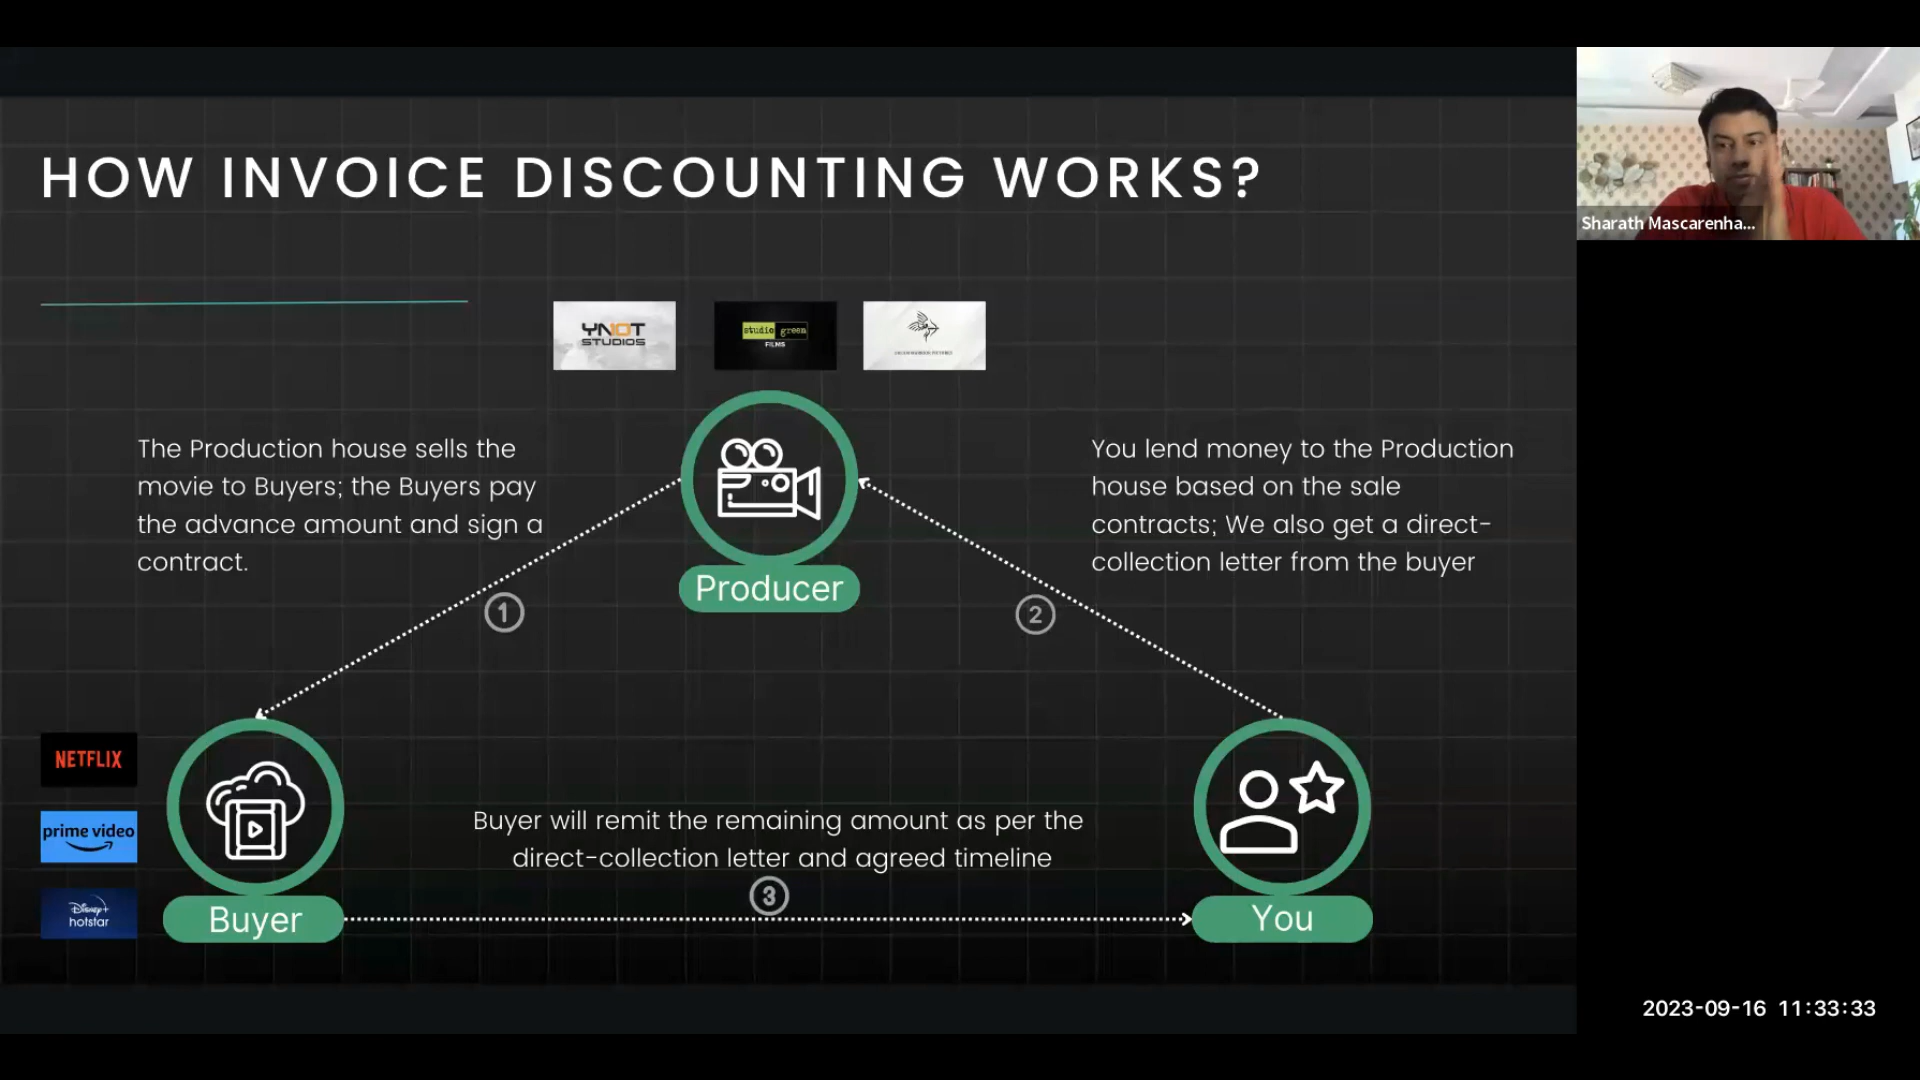 HOW INVOICE DISCOUNTING WORKS?
Sharath Mascarenha...
YNOT
STUDIOS
studio green
FILMS
The Production house sells the
movie to Buyers; the Buyers pay
the advance amount and sign a
contract.
You lend money to the Production
house based on the sale
contracts; We also get a direct-
collection letter from the buyer
Producer
1
2
NETFLIX
prime video
Disney+
hotstar
Buyer will remit the remaining amount as per the
direct-collection letter and agreed timeline
3
Buyer
You
2023-09-16 11:33:33